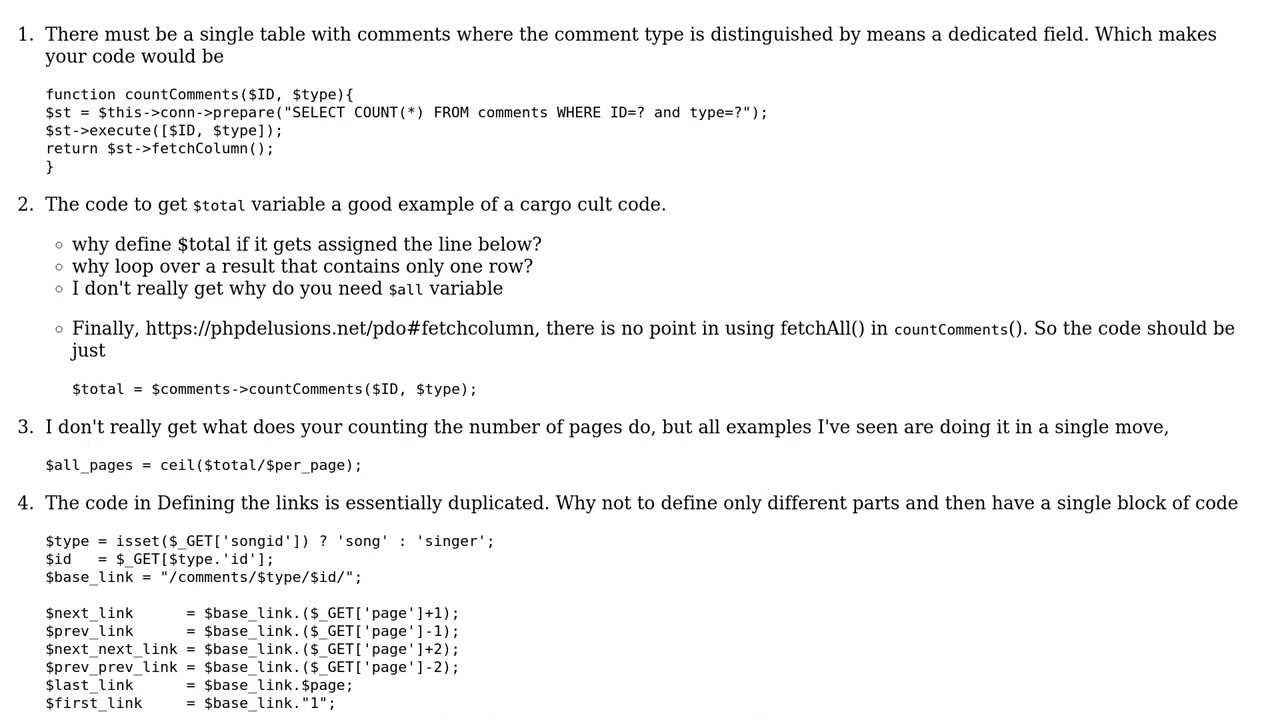 1. There must be a single table with comments where the comment type is distinguished by means a dedicated field. Which makes
your code would be
function countComments($ID, $type){
$st = $this->conn->prepare("SELECT COUNT(*) FROM comments WHERE ID=? and type=?");
$st->execute([$ID, $type]);
return $st->fetchColumn();
}
2. The code to get $total variable a good example of a cargo cult code.
◦ why define $total if it gets assigned the line below?
◦ why loop over a result that contains only one row?
◦ I don't really get why do you need $all variable
◦ Finally, https://phpdelusions.net/pdo#fetchcolumn, there is no point in using fetchAll() in countComments(). So the code should be
just
$total = $comments->countComments($ID, $type);
3. I don't really get what does your counting the number of pages do, but all examples I've seen are doing it in a single move,
$all_pages = ceil($total/$per_page);
4. The code in Defining the links is essentially duplicated. Why not to define only different parts and then have a single block of code
$type = isset($_GET['songid']) ? 'song' : 'singer';
$id   = $_GET[$type.'id'];
$base_link = "/comments/$type/$id/";
$next_link      = $base_link.($_GET['page']+1);
$prev_link      = $base_link.($_GET['page']-1);
$next_next_link = $base_link.($_GET['page']+2);
$prev_prev_link = $base_link.($_GET['page']-2);
$last_link      = $base_link.$page;
$first_link     = $base_link."1";